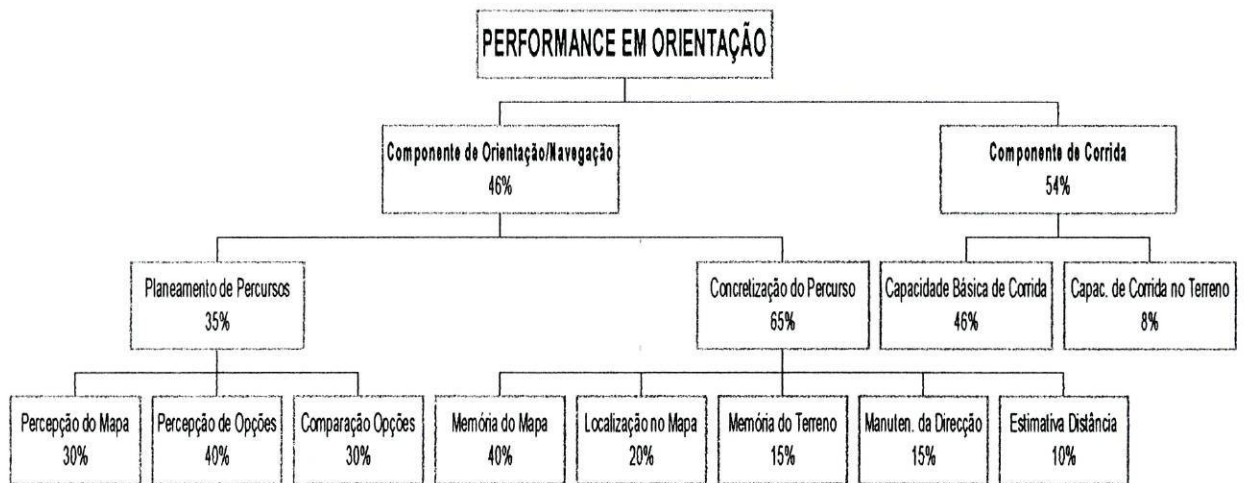 PERFORMANCE EM ORIENTAÇÃO
Componente de Orientação/Navegação
46%
Componente de Corrida
54%
Planeamento de Percursos
35%
Concretização do Percurso
65%
Capacidade Básica de Corrida
46%
Capac. de Corrida no Terreno
8%
Percepção do Mapa
30%
Percepção de Opções
40%
Comparação Opções
30%
Memória do Mapa
40%
Localização no Mapa
20%
Memória do Terreno
15%
Manuten. da Direcção
15%
Estimativa Distância
10%